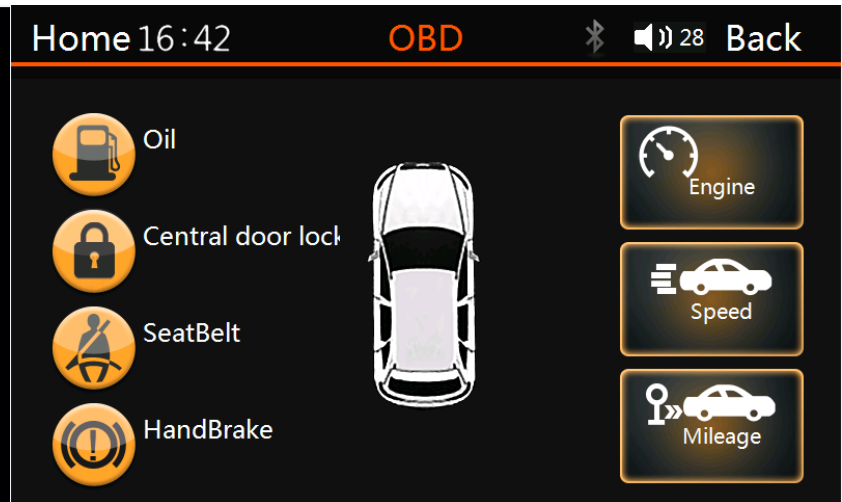 Home 16:42 OBD 28 Back
Oil
Central door lock
SeatBelt
HandBrake
Engine
Speed
Mileage